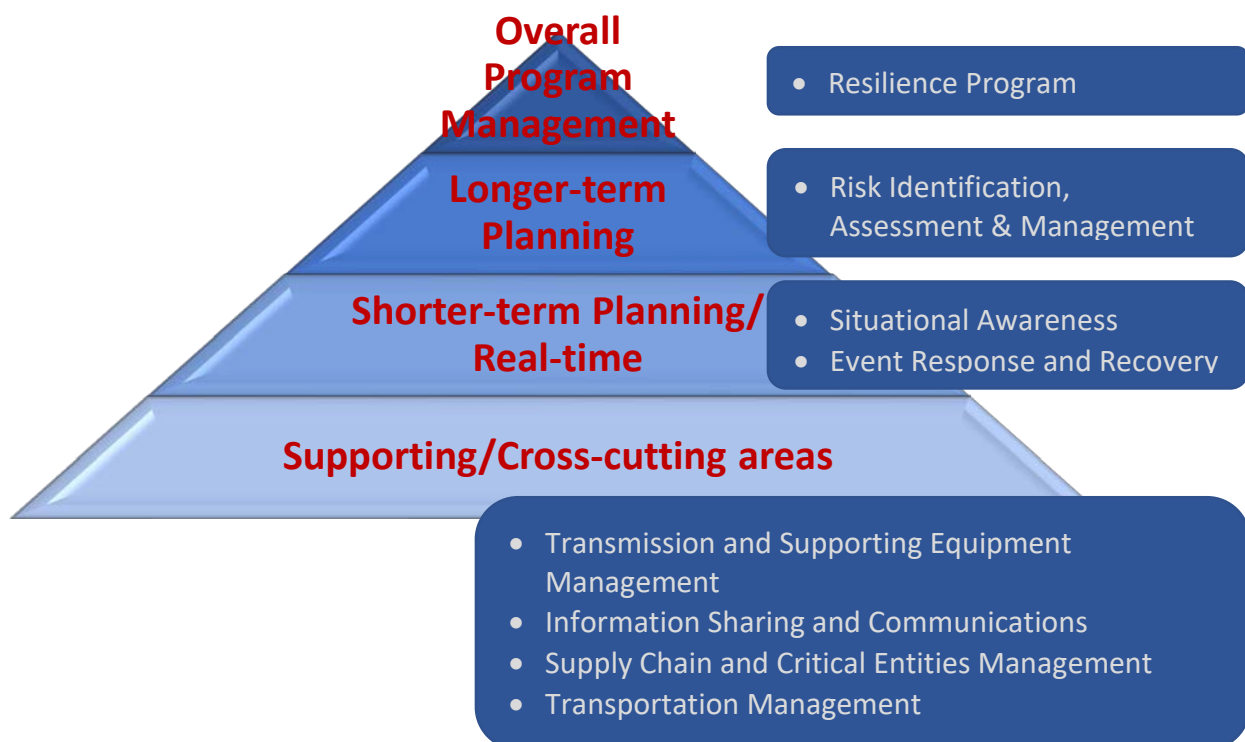 Overall
Program
Management
• Resilience Program
Longer-term
Planning
• Risk Identification,
Assessment & Management
Shorter-term Planning/
Real-time
• Situational Awareness
• Event Response and Recovery
Supporting/Cross-cutting areas
• Transmission and Supporting Equipment
Management
• Information Sharing and Communications
• Supply Chain and Critical Entities Management
• Transportation Management